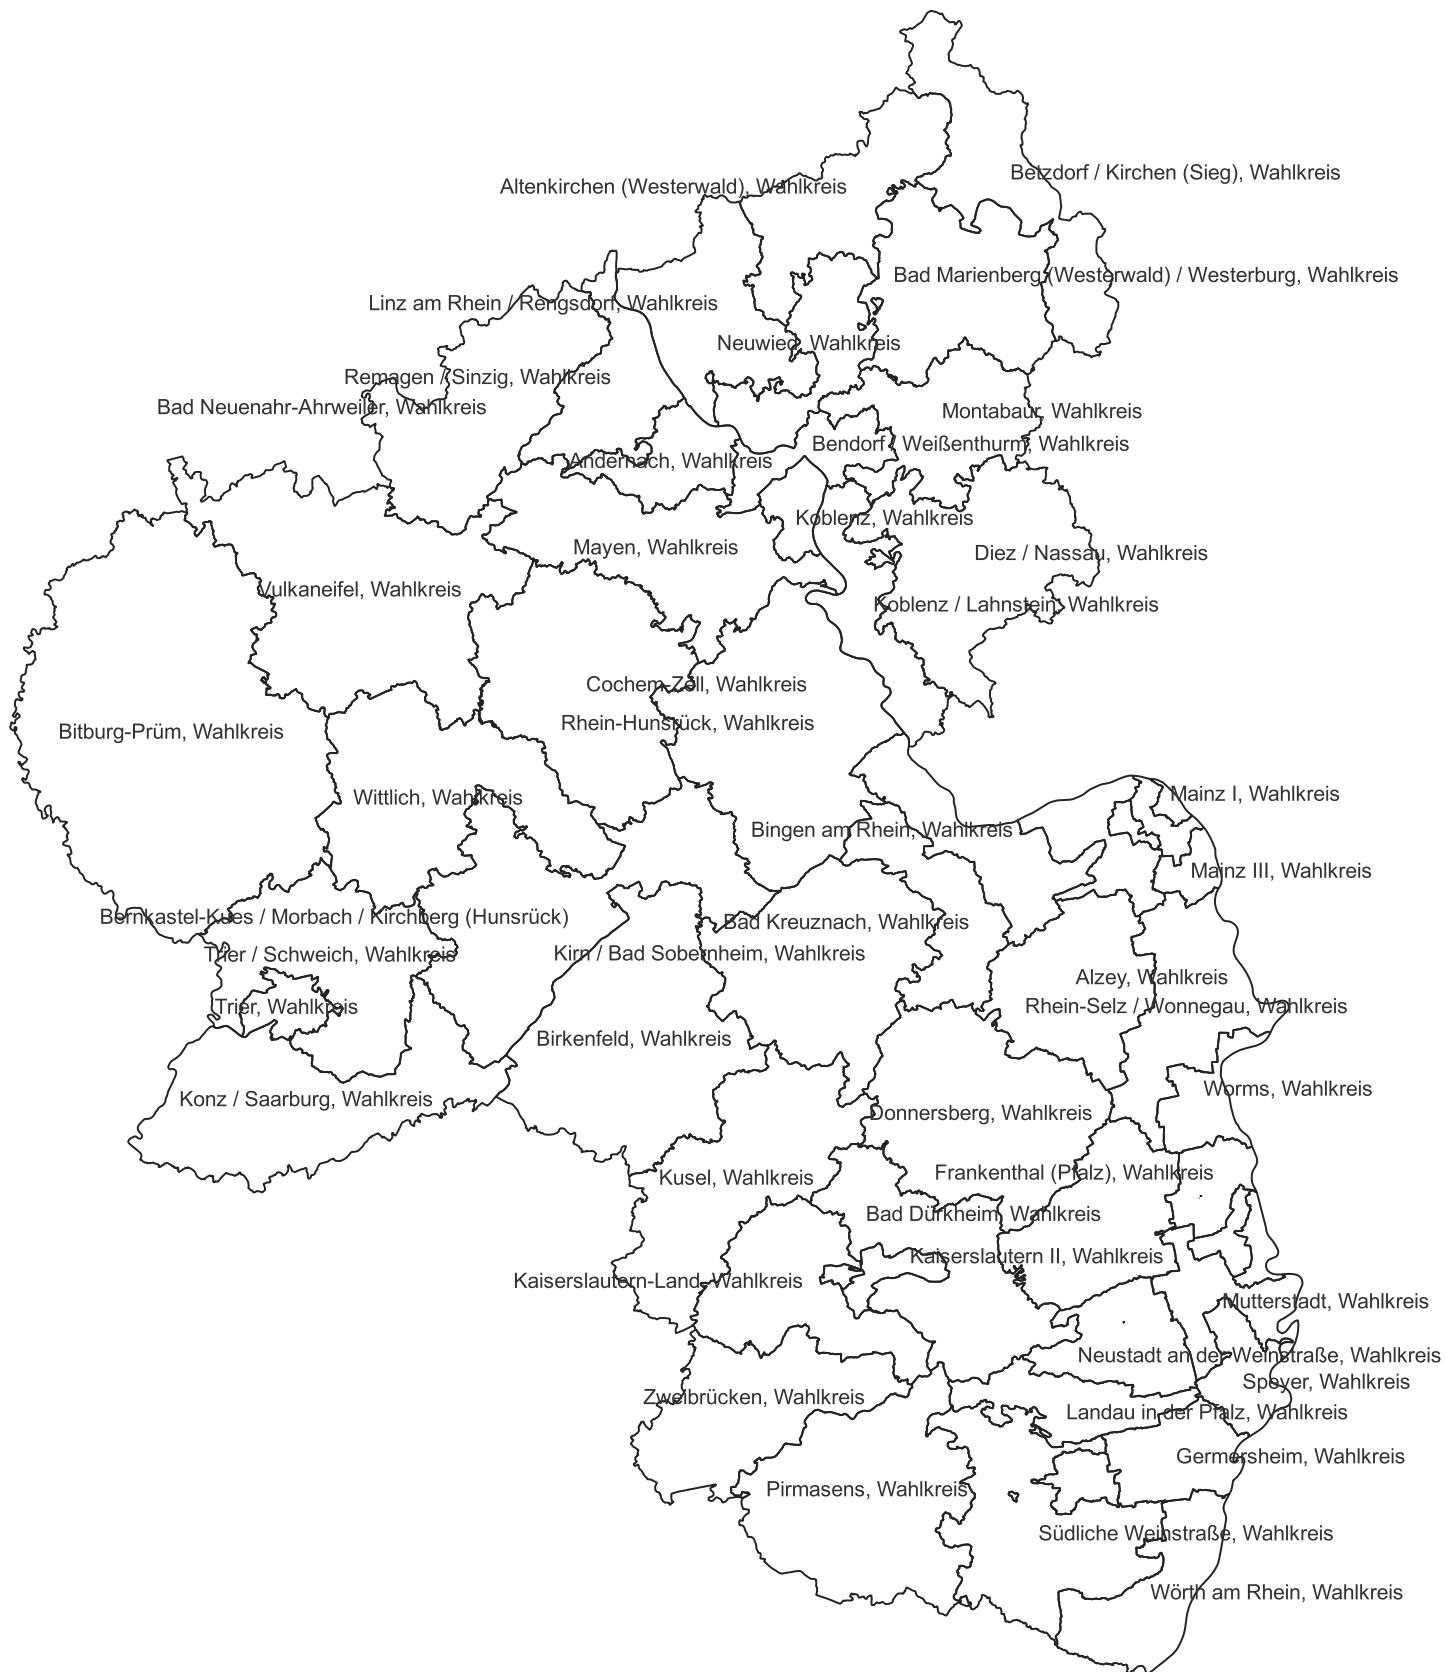 Betzdorf / Kirchen (Sieg), Wahlkreis
Altenkirchen (Westerwald), Wahlkreis
Bad Marienberg (Westerwald) / Westerburg, Wahlkreis
Linz am Rhein / Rengsdorf, Wahlkreis
Neuwied, Wahlkreis
Remagen / Sinzig, Wahlkreis
Bad Neuenahr-Ahrweiler, Wahlkreis
Montabaur, Wahlkreis
Bendorf / Weißenthurm, Wahlkreis
Andernach, Wahlkreis
Koblenz, Wahlkreis
Mayen, Wahlkreis
Diez / Nassau, Wahlkreis
Vulkaneifel, Wahlkreis
Koblenz / Lahnstein, Wahlkreis
Cochem-Zell, Wahlkreis
Rhein-Hunsrück, Wahlkreis
Bitburg-Prüm, Wahlkreis
Mainz I, Wahlkreis
Wittlich, Wahlkreis
Bingen am Rhein, Wahlkreis
Mainz III, Wahlkreis
Bernkastel-Kues / Morbach / Kirchberg (Hunsrück)
Bad Kreuznach, Wahlkreis
Trier / Schweich, Wahlkreis
Kirn / Bad Sobernheim, Wahlkreis
Alzey, Wahlkreis
Trier, Wahlkreis
Rhein-Selz / Wonnegau, Wahlkreis
Birkenfeld, Wahlkreis
Worms, Wahlkreis
Konz / Saarburg, Wahlkreis
Donnersberg, Wahlkreis
Frankenthal (Pfalz), Wahlkreis
Kusel, Wahlkreis
Bad Dürkheim, Wahlkreis
Kaiserslautern II, Wahlkreis
Kaiserslautern-Land, Wahlkreis
Mutterstadt, Wahlkreis
Neustadt an der Weinstraße, Wahlkreis
Speyer, Wahlkreis
Zweibrücken, Wahlkreis
Landau in der Pfalz, Wahlkreis
Germersheim, Wahlkreis
Pirmasens, Wahlkreis
Südliche Weinstraße, Wahlkreis
Wörth am Rhein, Wahlkreis